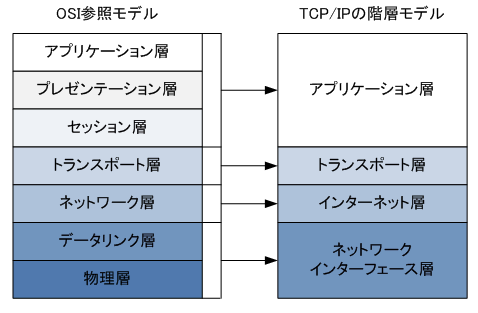 OSI参照モデル
TCP/IPの階層モデル
アプリケーション層
プレゼンテーション層
セッション層
トランスポート層
ネットワーク層
データリンク層
物理層
アプリケーション層
トランスポート層
インターネット層
ネットワーク
インターフェース層